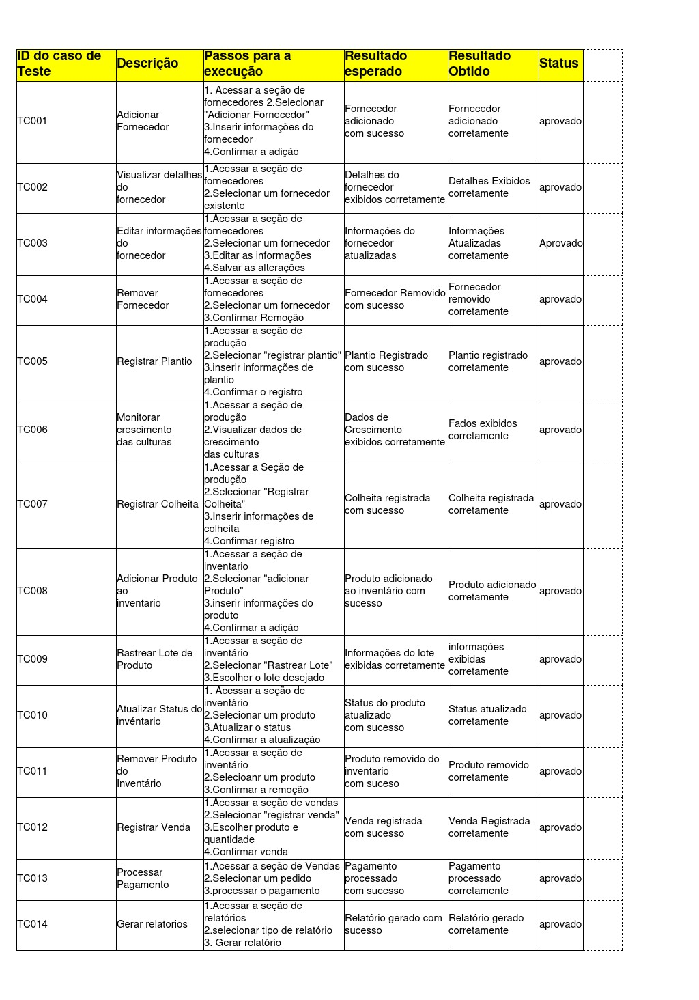 ID do caso de
Teste
Descrição
Passos para a
execução
Resultado
esperado
Resultado
Obtido
Status
TC001
Adicionar
Fornecedor
1. Acessar a seção de
fornecedores 2.Selecionar
"Adicionar Fornecedor"
3.Inserir informações do
fornecedor
4.Confirmar a adição
Fornecedor
adicionado
com sucesso
Fornecedor
adicionado
corretamente
aprovado
TC002
Visualizar detalhes
do
fornecedor
1.Acessar a seção de
fornecedores
2.Selecionar um fornecedor
existente
Detalhes do
fornecedor
exibidos corretamente
Detalhes Exibidos
corretamente
aprovado
TC003
Editar informações
do
fornecedor
1.Acessar a seção de
fornecedores
2.Selecionar um fornecedor
3.Editar as informações
4.Salvar as alterações
Informações do
fornecedor
atualizadas
Informações
Atualizadas
corretamente
Aprovado
TC004
Remover
Fornecedor
1.Acessar a seção de
fornecedores
2.Selecionar um fornecedor
3.Confirmar Remoção
Fornecedor Removido
com sucesso
Fornecedor
removido
corretamente
aprovado
TC005
Registrar Plantio
1.Acessar a seção de
produção
2.Selecionar "registrar plantio"
3.inserir informações de
plantio
4.Confirmar o registro
Plantio Registrado
com sucesso
Plantio registrado
corretamente
aprovado
TC006
Monitorar
crescimento
das culturas
1.Acessar a seção de
produção
2.Visualizar dados de
crescimento
das culturas
Dados de
Crescimento
exibidos corretamente
Fados exibidos
corretamente
aprovado
TC007
Registrar Colheita
1.Acessar a Seção de
produção
2.Selecionar "Registrar
Colheita"
3.Inserir informações de
colheita
4.Confirmar registro
Colheita registrada
com sucesso
Colheita registrada
corretamente
aprovado
TC008
Adicionar Produto
ao
inventario
1.Acessar a seção de
inventario
2.Selecionar "adicionar
Produto"
3.inserir informações do
produto
4.Confirmar a adição
Produto adicionado
ao inventário com
sucesso
Produto adicionado
corretamente
aprovado
TC009
Rastrear Lote de
Produto
1.Acessar a seção de
inventário
2.Selecionar "Rastrear Lote"
3.Escolher o lote desejado
Informações do lote
exibidas corretamente
informações
exibidas
corretamente
aprovado
TC010
Atualizar Status do
invéntario
1. Acessar a seção de
inventário
2.Selecionar um produto
3.Atualizar o status
4.Confirmar a atualização
Status do produto
atualizado
com sucesso
Status atualizado
corretamente
aprovado
TC011
Remover Produto
do
Inventário
1.Acessar a seção de
inventário
2.Selecioanr um produto
3.Confirmar a remoção
Produto removido do
inventario
com suceso
Produto removido
corretamente
aprovado
TC012
Registrar Venda
1.Acessar a seção de vendas
2.Selecionar "registrar venda"
3.Escolher produto e
quantidade
4.Confirmar venda
Venda registrada
com sucesso
Venda Registrada
corretamente
aprovado
TC013
Processar
Pagamento
1.Acessar a seção de Vendas
2.Selecionar um pedido
3.processar o pagamento
Pagamento
processado
com sucesso
Pagamento
processado
corretamente
aprovado
TC014
Gerar relatorios
1.Acessar a seção de
relatórios
2.selecionar tipo de relatório
3. Gerar relatório
Relatório gerado com
sucesso
Relatório gerado
corretamente
aprovado